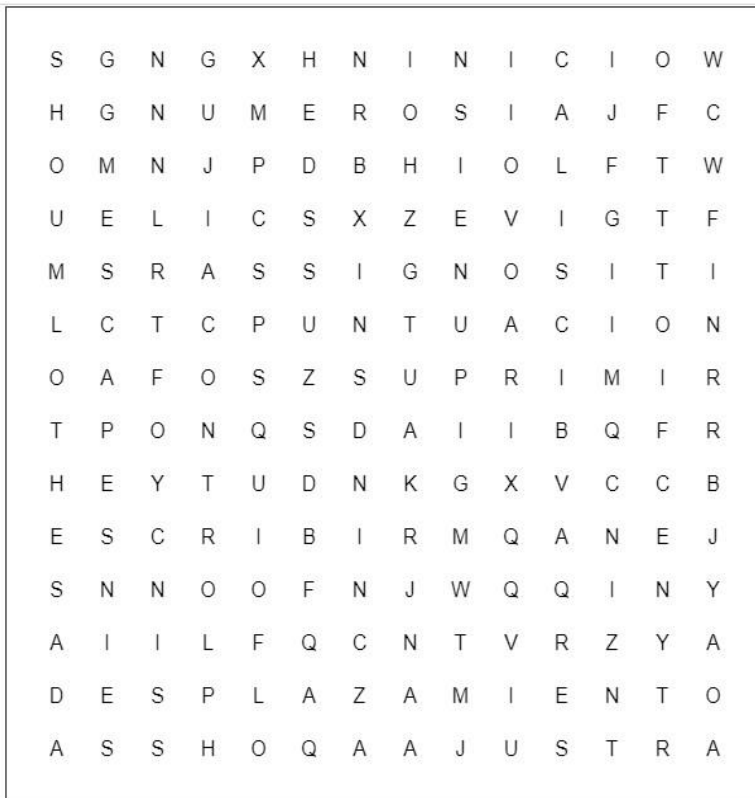 S G N G X H N I N I C I O W
H G N U M E R O S I A J F C
O M N J P D B H I O L F T W
U E L I C S X Z E V I G T F
M S R A S S I G N O S I T I
L C T C P U N T U A C I O N
O A F O S Z S U P R I M I R
T P O N Q S D A I I B Q F R
H E Y T U D N K G X V C C B
E S C R I B I R M Q A N E J
S N N O O F N J W Q Q I N Y
A I I L F Q C N T V R Z Y A
D E S P L A Z A M I E N T O
A S S H O Q A A J U S T R A